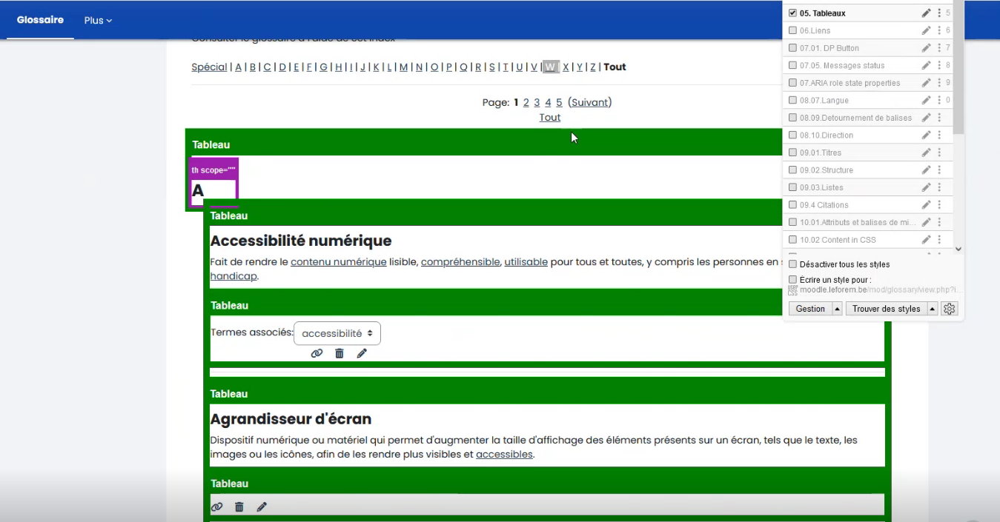 Glossaire
Plus
Consulter le glossaire à l'aide de cet index
Spécial | A | B | C | D | E | F | G | H | I | J | K | L | M | N | O | P | Q | R | S | T | U | V | W | X | Y | Z | Tout
Page: 1 2 3 4 5 (Suivant)
Tout
Tableau
th scope=""
A
Tableau
Accessibilité numérique
Fait de rendre le contenu numérique lisible, compréhensible, utilisable pour tous et toutes, y compris les personnes en
handicap.
Tableau
Termes associés: accessibilité
Tableau
Agrandisseur d'écran
Dispositif numérique ou matériel qui permet d'augmenter la taille d'affichage des éléments présents sur un écran, tels que le texte, les
images ou les icônes, afin de les rendre plus visibles et accessibles.
Tableau
05. Tableaux 5
06.Liens 6
07.01. DP Button 7
07.05. Messages status 8
07.ARIA role state properties 9
08.07.Langue 0
08.09.Detournement de balises
08.10.Direction
09.01.Titres
09.02.Structure
09.03.Listes
09.4 Citations
10.01.Attributs et balises de mi...
10.02 Content in CSS
Désactiver tous les styles
Écrire un style pour :
user CSS moodle.leforem.be/mod/glossary/view.php?i...
Gestion Trouver des styles